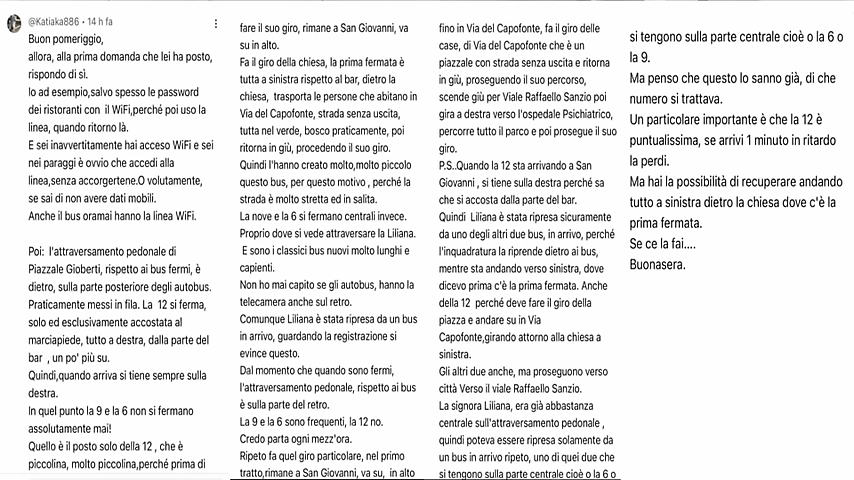 @Katiaka886 • 14 h fa
Buon pomeriggio,
allora, alla prima domanda che lei ha posto,
rispondo di sì.
Io ad esempio,salvo spesso le password
dei ristoranti con il WiFi,perché poi uso la
linea, quando ritorno là.
E sei inavvertitamente hai acceso WiFi e sei
nei paraggi è ovvio che accedi alla
linea,senza accorgertene.O volutamente,
se sai di non avere dati mobili.
Anche il bus oramai hanno la linea WiFi.
Poi: l'attraversamento pedonale di
Piazzale Gioberti, rispetto ai bus fermi, è
dietro, sulla parte posteriore degli autobus.
Praticamente messi in fila. La 12 si ferma,
solo ed esclusivamente accostata al
marciapiede, tutto a destra, dalla parte del
bar , un po' più su.
Quindi,quando arriva si tiene sempre sulla
destra.
In quel punto la 9 e la 6 non si fermano
assolutamente mai!
Quello è il posto solo della 12 , che è
piccolina, molto piccolina,perché prima di
fare il suo giro, rimane a San Giovanni, va
su in alto.
Fa il giro della chiesa, la prima fermata è
tutta a sinistra rispetto al bar, dietro la
chiesa, trasporta le persone che abitano in
Via del Capofonte, strada senza uscita,
tutta nel verde, bosco praticamente, poi
ritorna in giù, procedendo il suo giro.
Quindi l'hanno creato molto,molto piccolo
questo bus, per questo motivo , perché la
strada è molto stretta ed in salita.
La nove e la 6 si fermano centrali invece.
Proprio dove si vede attraversare la Liliana.
E sono i classici bus nuovi molto lunghi e
capienti.
Non ho mai capito se gli autobus, hanno la
telecamera anche sul retro.
Comunque Liliana è stata ripresa da un bus
in arrivo, guardando la registrazione si
evince questo.
Dal momento che quando sono fermi,
l'attraversamento pedonale, rispetto ai bus
è sulla parte del retro.
La 9 e la 6 sono frequenti, la 12 no.
Credo parta ogni mezz'ora.
Ripeto fa quel giro particolare, nel primo
tratto,rimane a San Giovanni, va su, in alto
fino in Via del Capofonte, fa il giro delle
case, di Via del Capofonte che è un
piazzale con strada senza uscita e ritorna
in giù, proseguendo il suo percorso,
scende giù per Viale Raffaello Sanzio poi
gira a destra verso l'ospedale Psichiatrico,
percorre tutto il parco e poi prosegue il suo
giro.
P.S..Quando la 12 sta arrivando a San
Giovanni , si tiene sulla destra perché sa
che si accosta dalla parte del bar.
Quindi Liliana è stata ripresa sicuramente
da uno degli altri due bus, in arrivo, perché
l'inquadratura la riprende dietro ai bus,
mentre sta andando verso sinistra, dove
dicevo prima c'è la prima fermata. Anche
della 12 perché deve fare il giro della
piazza e andare su in Via
Capofonte,girando attorno alla chiesa a
sinistra.
Gli altri due anche, ma proseguono verso
città Verso il viale Raffaello Sanzio.
La signora Liliana, era già abbastanza
centrale sull'attraversamento pedonale ,
quindi poteva essere ripresa solamente da
un bus in arrivo ripeto, uno di quei due che
si tengono sulla parte centrale cioè o la 6 o
si tengono sulla parte centrale cioè o la 6 o
la 9.
Ma penso che questo lo sanno già, di che
numero si trattava.
Un particolare importante è che la 12 è
puntualissima, se arrivi 1 minuto in ritardo
la perdi.
Ma hai la possibilità di recuperare andando
tutto a sinistra dietro la chiesa dove c'è la
prima fermata.
Se ce la fai....
Buonasera.